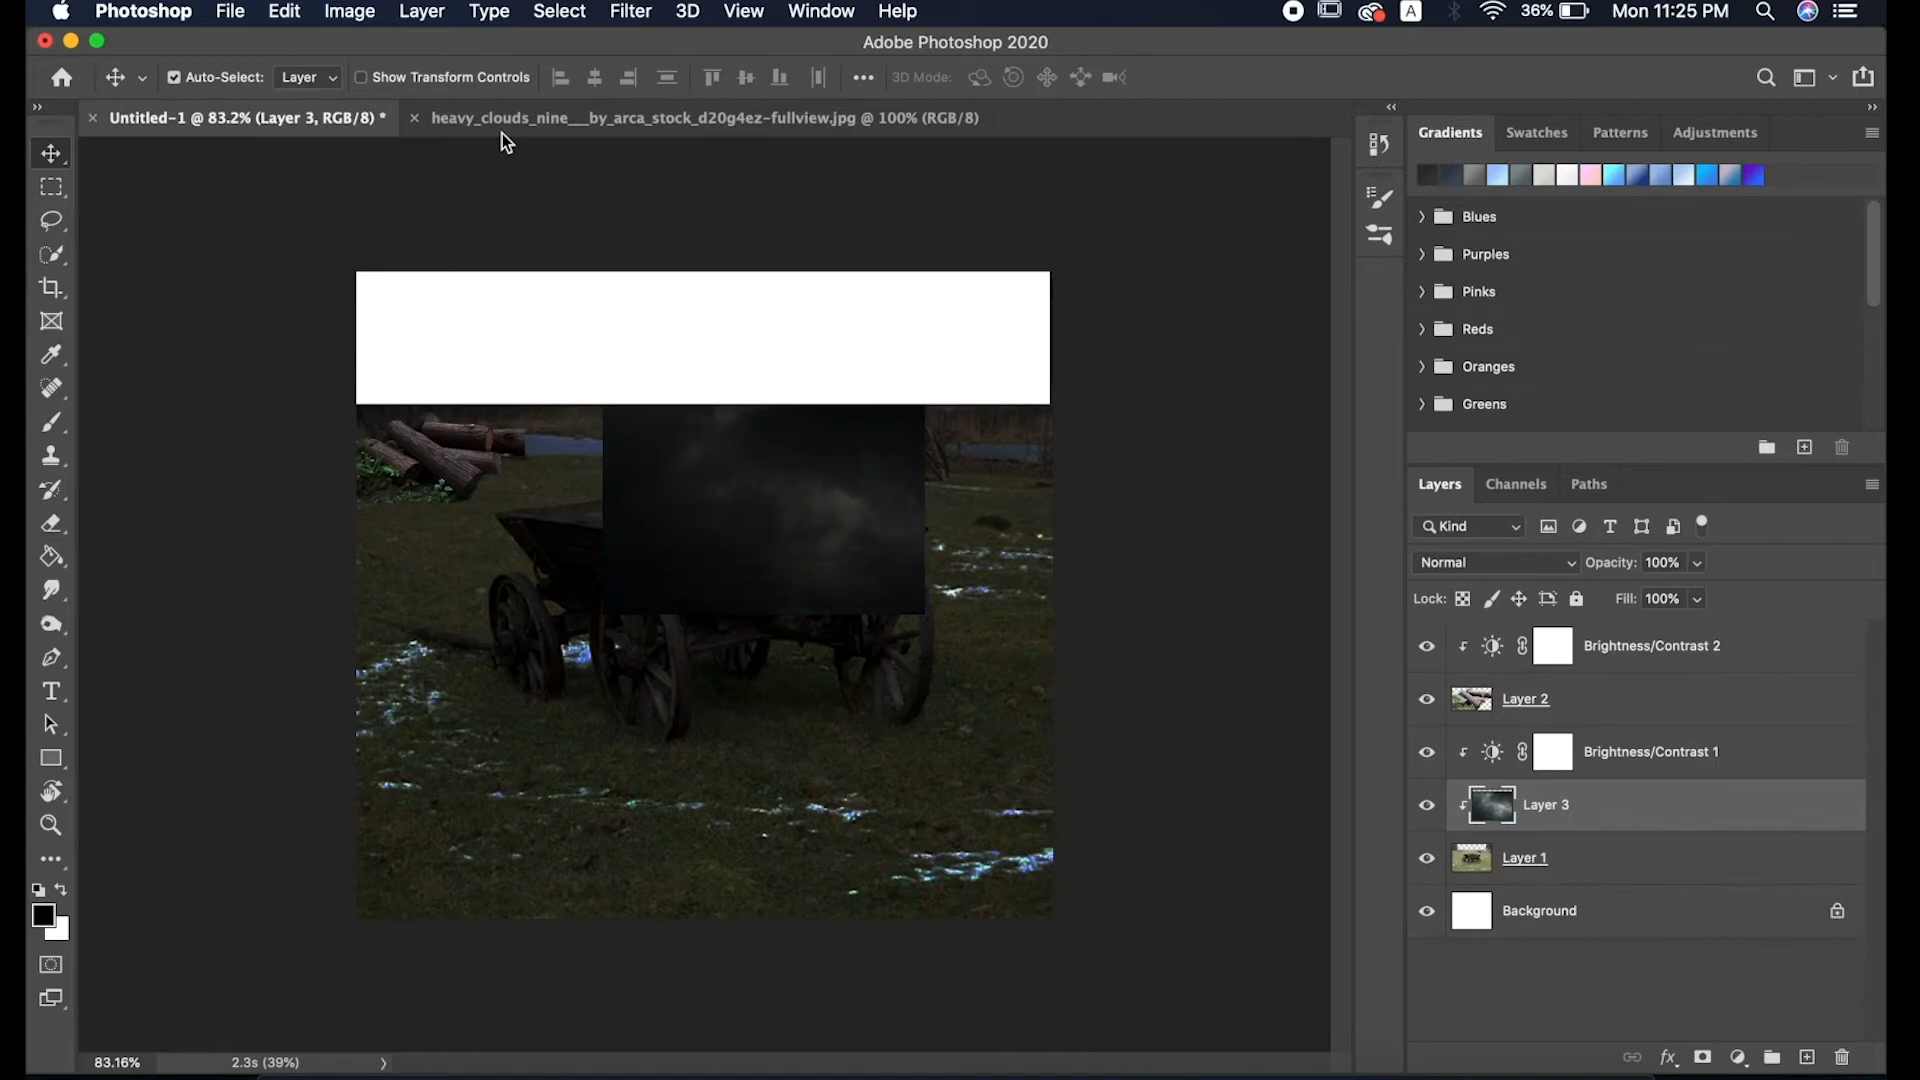 Photoshop File Edit Image Layer Type Select Filter 3D View Window Help A 36% Mon 11:25 PM
Adobe Photoshop 2020
Auto-Select: Layer Show Transform Controls 3D Mode:
Untitled-1 @ 83.2% (Layer 3, RGB/8) * heavy_clouds_nine__by_arca_stock_d20g4ez-fullview.jpg @ 100% (RGB/8)
Gradients Swatches Patterns Adjustments
Blues
Purples
Pinks
Reds
Oranges
Greens
Layers Channels Paths
Kind
Normal Opacity: 100%
Lock: Fill: 100%
Brightness/Contrast 2
Layer 2
Brightness/Contrast 1
Layer 3
Layer 1
Background
83.16% 2.3s (39%)